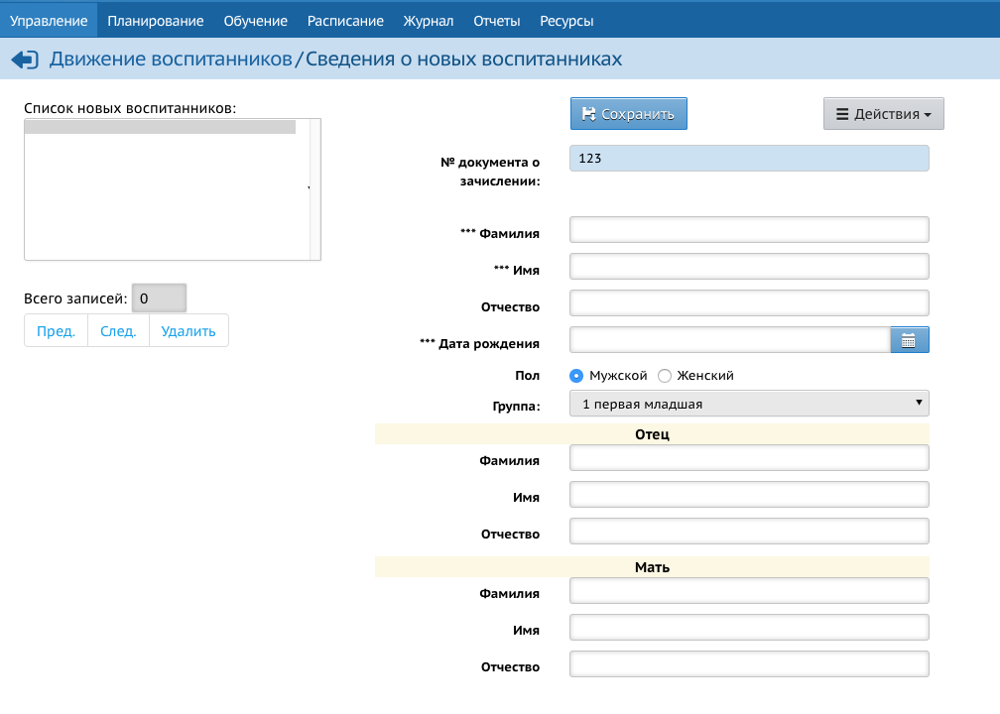 Управление Планирование Обучение Расписание Журнал Отчеты Ресурсы
Движение воспитанников/Сведения о новых воспитанниках
Список новых воспитанников:
Всего записей: 0
Пред. След. Удалить
Сохранить Действия
№ документа о
зачислении:
123
*** Фамилия
*** Имя
Отчество
*** Дата рождения
Пол Мужской Женский
Группа: 1 первая младшая
Отец
Фамилия
Имя
Отчество
Мать
Фамилия
Имя
Отчество